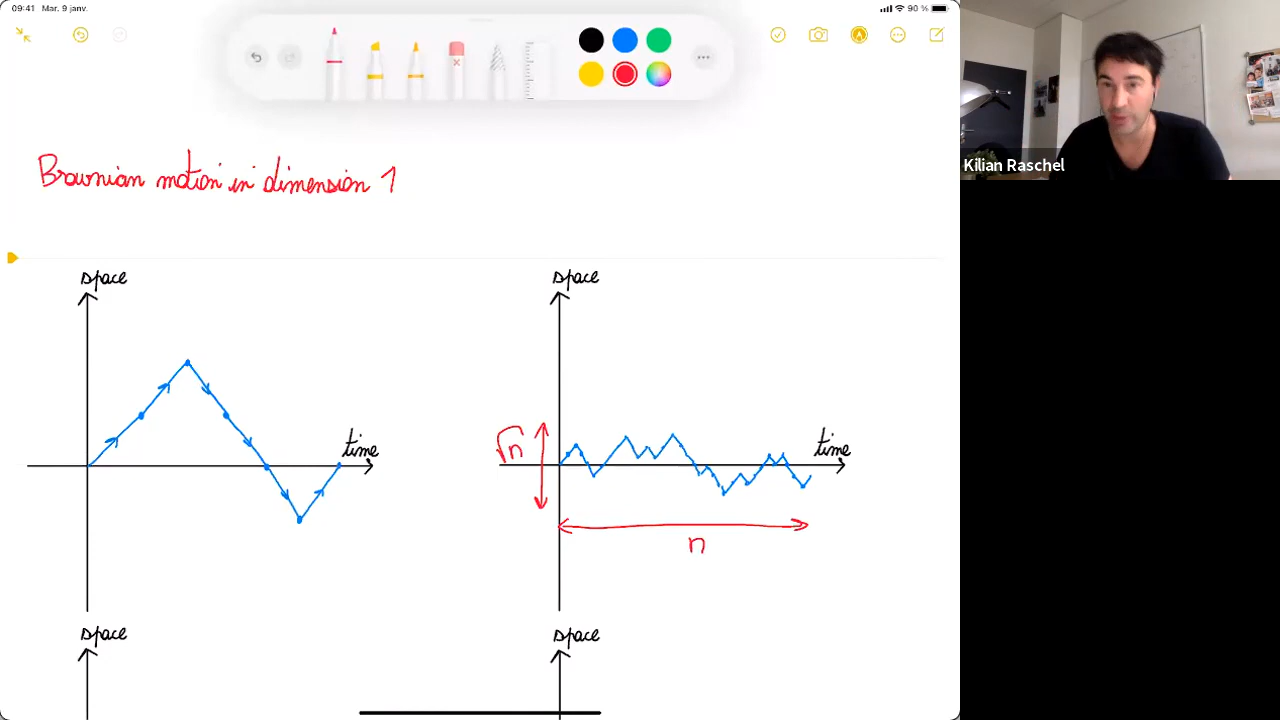 09:41 Mar. 9 janv.
90 %
Kilian Raschel
Brownian motion in dimension 1
space
space
time
√n
time
n
space
space